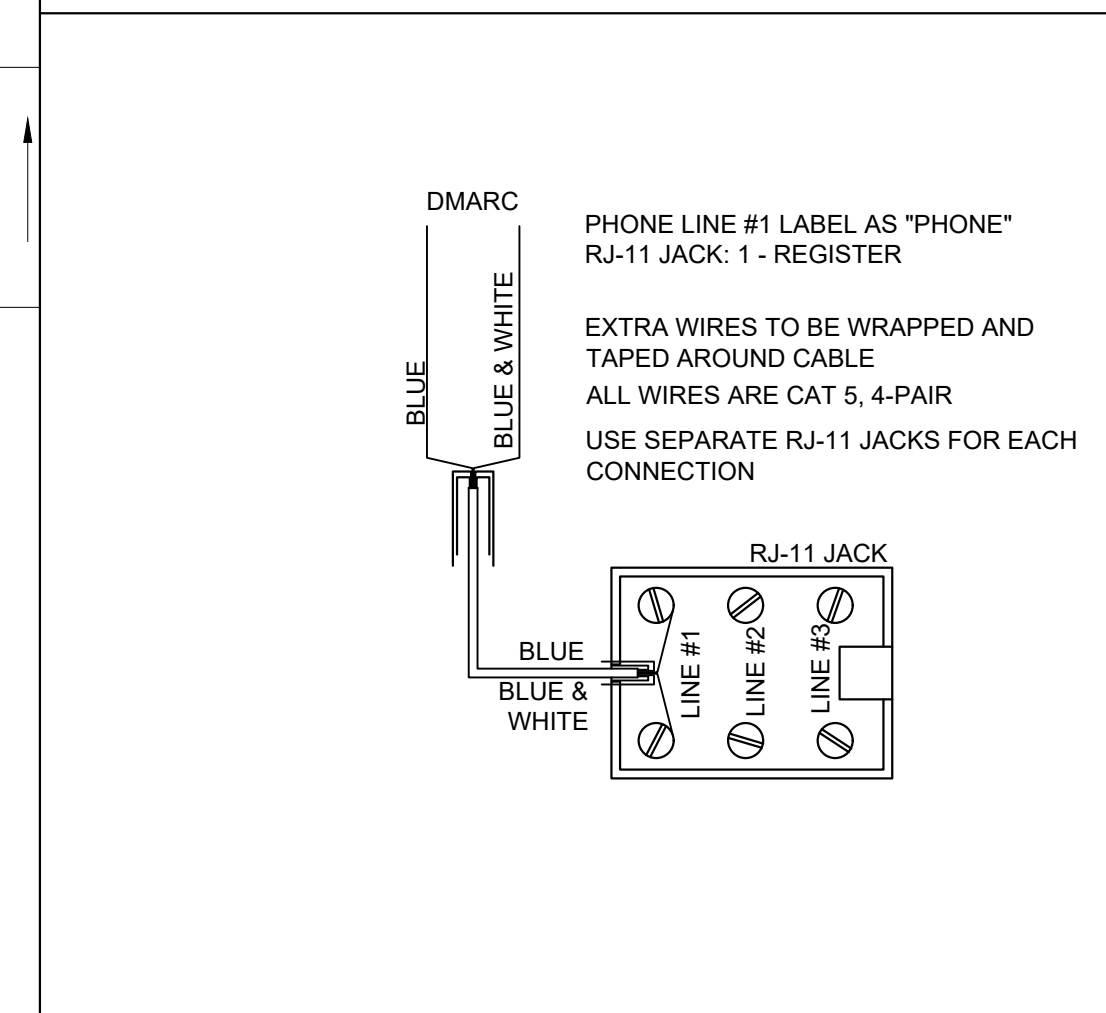 DMARC
PHONE LINE #1 LABEL AS "PHONE"
RJ-11 JACK: 1 - REGISTER
BLUE
BLUE & WHITE
EXTRA WIRES TO BE WRAPPED AND
TAPED AROUND CABLE
ALL WIRES ARE CAT 5, 4-PAIR
USE SEPARATE RJ-11 JACKS FOR EACH
CONNECTION
RJ-11 JACK
BLUE
BLUE &
WHITE
LINE #1
LINE #2
LINE #3